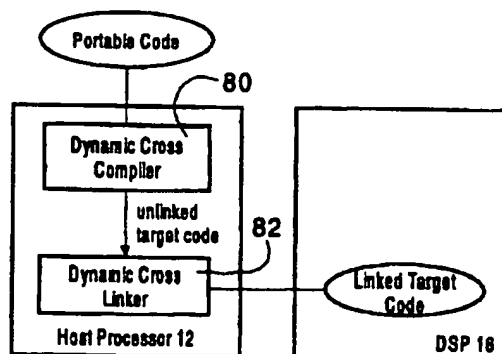 Portable Code
80
Dynamic Cross
Compiler
unlinked
target code
82
Dynamic Cross
Linker
Linked Target
Code
Host Processor 12
DSP 18